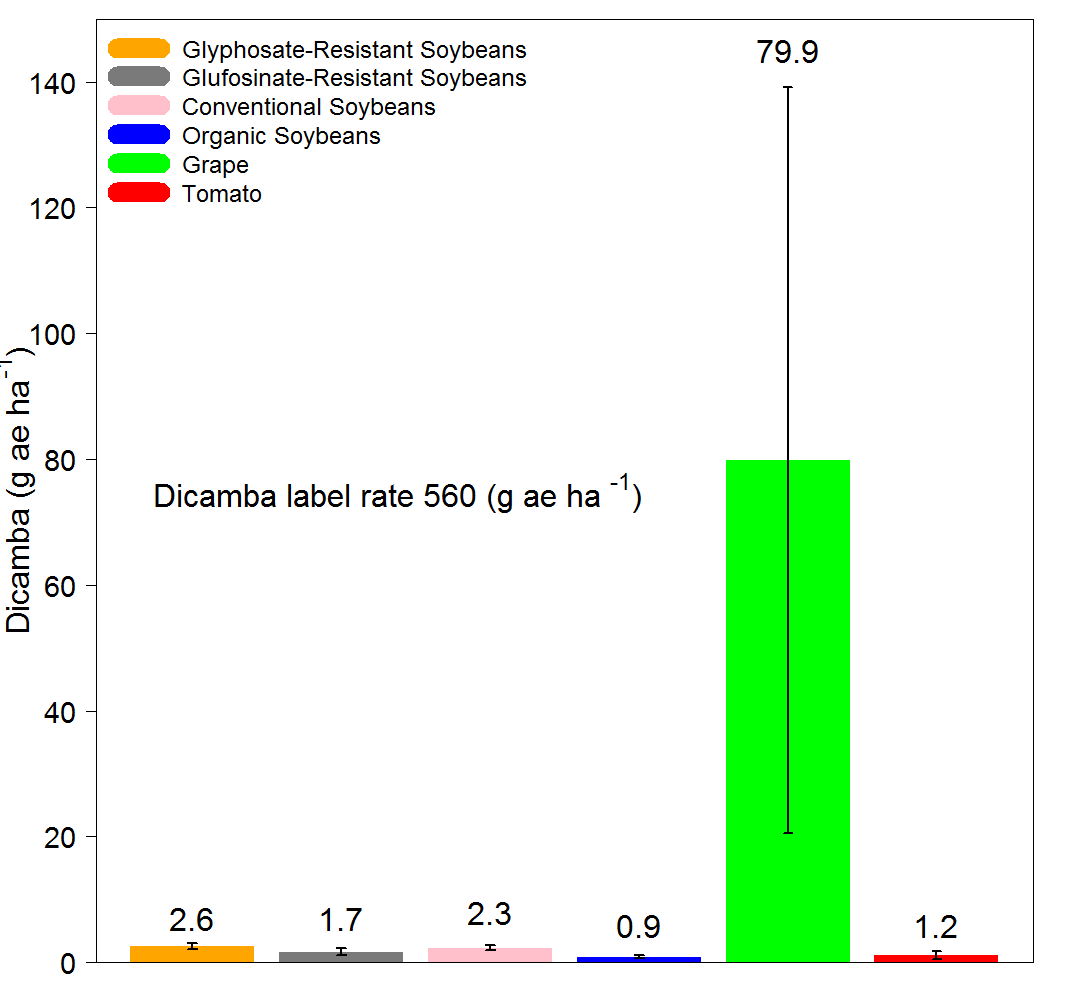 Glyphosate-Resistant Soybeans
Glufosinate-Resistant Soybeans
Conventional Soybeans
Organic Soybeans
Grape
Tomato
79.9
140
120
100
80
60
40
20
0
Dicamba (g ae ha⁻¹)
Dicamba label rate 560 (g ae ha ⁻¹)
2.6
1.7
2.3
0.9
1.2